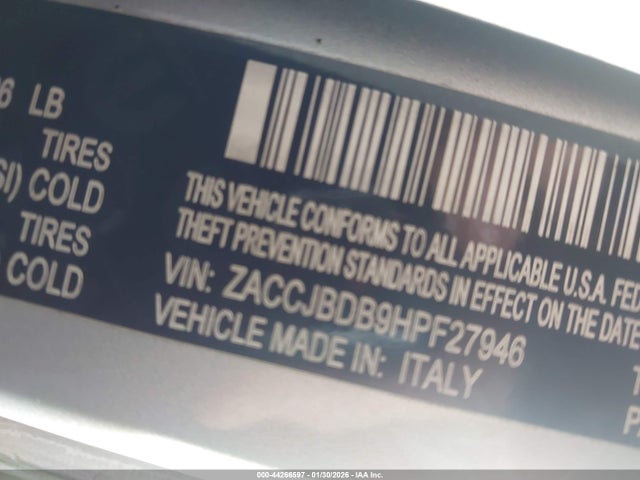 6 LB
TIRES
SI) COLD
TIRES
) COLD
THIS VEHICLE CONFORMS TO ALL APPLICABLE U.S.A. FE
THEFT PREVENTION STANDARDS IN EFFECT ON THE DATE
VIN: ZACCJBDB9HPF27946
VEHICLE MADE IN: ITALY
T
P
000-44266597 - 01/30/2026 - IAA Inc.